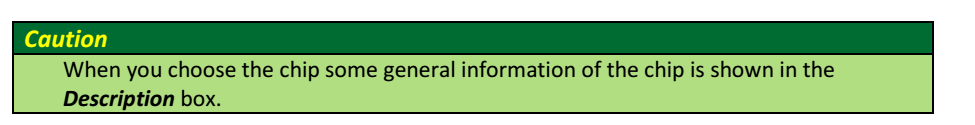 Caution
When you choose the chip some general information of the chip is shown in the
Description box.